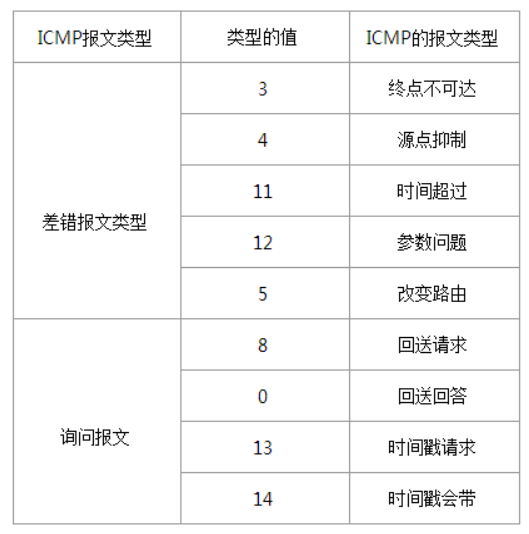 ICMP报文类型 类型的值 ICMP的报文类型
3 终点不可达
4 源点抑制
11 时间超过
差错报文类型
12 参数问题
5 改变路由
8 回送请求
0 回送回答
询问报文
13 时间戳请求
14 时间戳会带